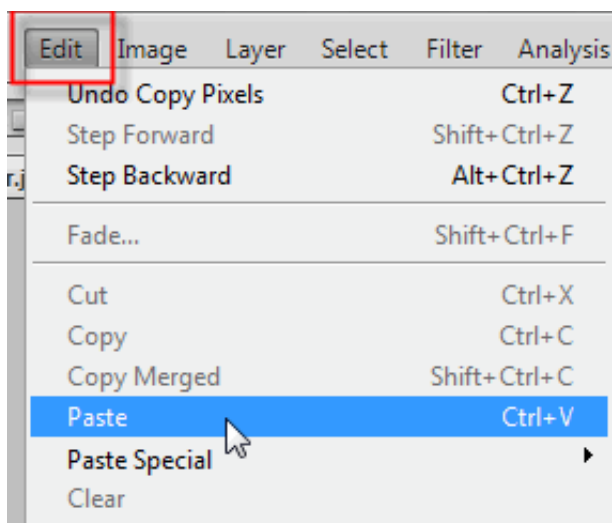 Edit Image Layer Select Filter Analysis
Undo Copy Pixels Ctrl+Z
Step Forward Shift+Ctrl+Z
r.j
Step Backward Alt+Ctrl+Z
Fade... Shift+Ctrl+F
Cut Ctrl+X
Copy Ctrl+C
Copy Merged Shift+Ctrl+C
Paste Ctrl+V
Paste Special
Clear